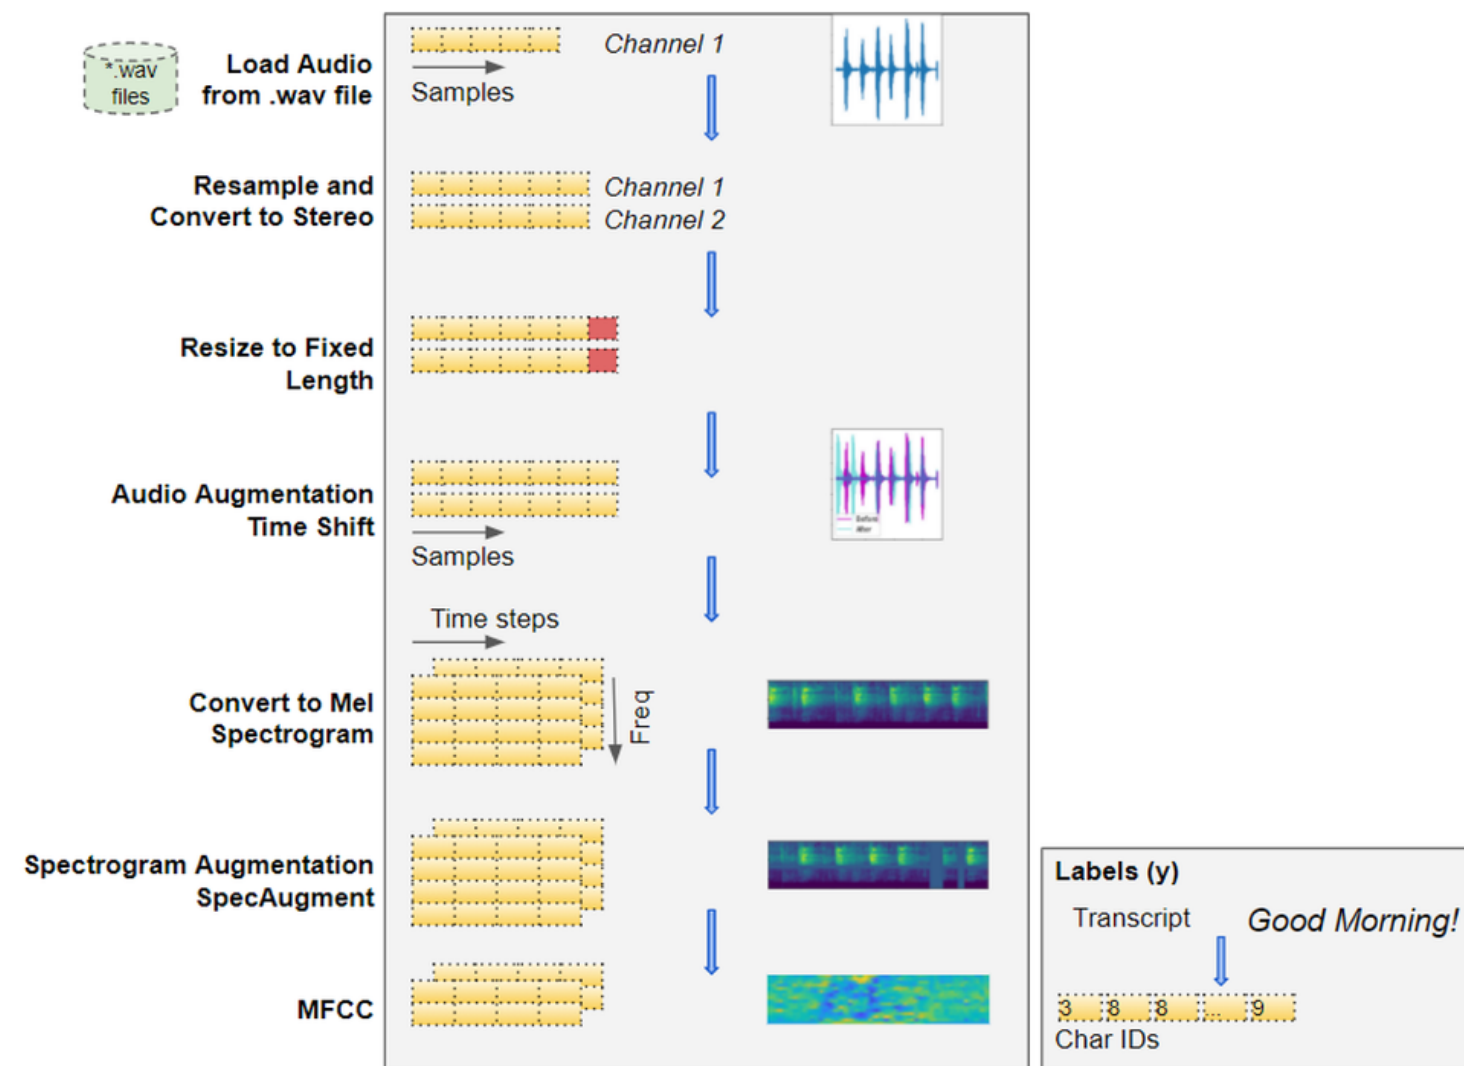 *.wav
files
Load Audio
from .wav file
Channel 1
Samples
Resample and
Convert to Stereo
Channel 1
Channel 2
Resize to Fixed
Length
Audio Augmentation
Time Shift
Samples
Before
After
Time steps
Convert to Mel
Spectrogram
Freq
Spectrogram Augmentation
SpecAugment
MFCC
Labels (y)
Transcript
Good Morning!
3 8 8 ... 9
Char IDs